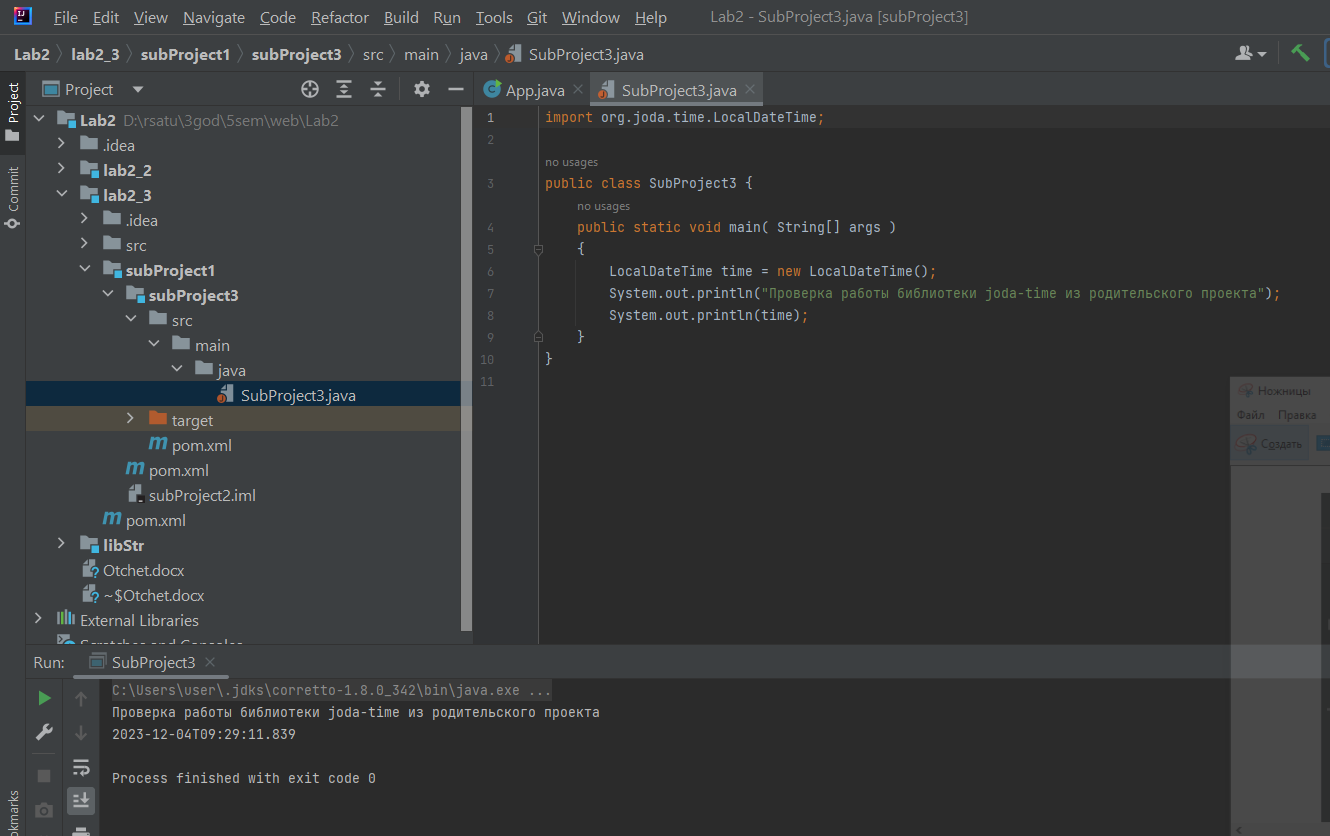 File Edit View Navigate Code Refactor Build Run Tools Git Window Help Lab2 - SubProject3.java [subProject3]
Lab2 lab2_3 subProject1 subProject3 src main java SubProject3.java
Project
Commit
Project
Lab2 D:\rsatu\3god\5sem\web\Lab2
.idea
lab2_2
lab2_3
.idea
src
subProject1
subProject3
src
main
java
SubProject3.java
target
pom.xml
pom.xml
subProject2.iml
pom.xml
libStr
Otchet.docx
~$Otchet.docx
External Libraries
Scratches and Consoles
App.java SubProject3.java
1 import org.joda.time.LocalDateTime;
2
no usages
3 public class SubProject3 {
no usages
4 public static void main( String[] args )
5 {
6 LocalDateTime time = new LocalDateTime();
7 System.out.println("Проверка работы библиотеки joda-time из родительского проекта");
8 System.out.println(time);
9 }
10 }
11
Ножницы
Файл Правка
Создать
Run: SubProject3
C:\Users\user\.jdks\corretto-1.8.0_342\bin\java.exe ...
Проверка работы библиотеки joda-time из родительского проекта
2023-12-04T09:29:11.839
Process finished with exit code 0